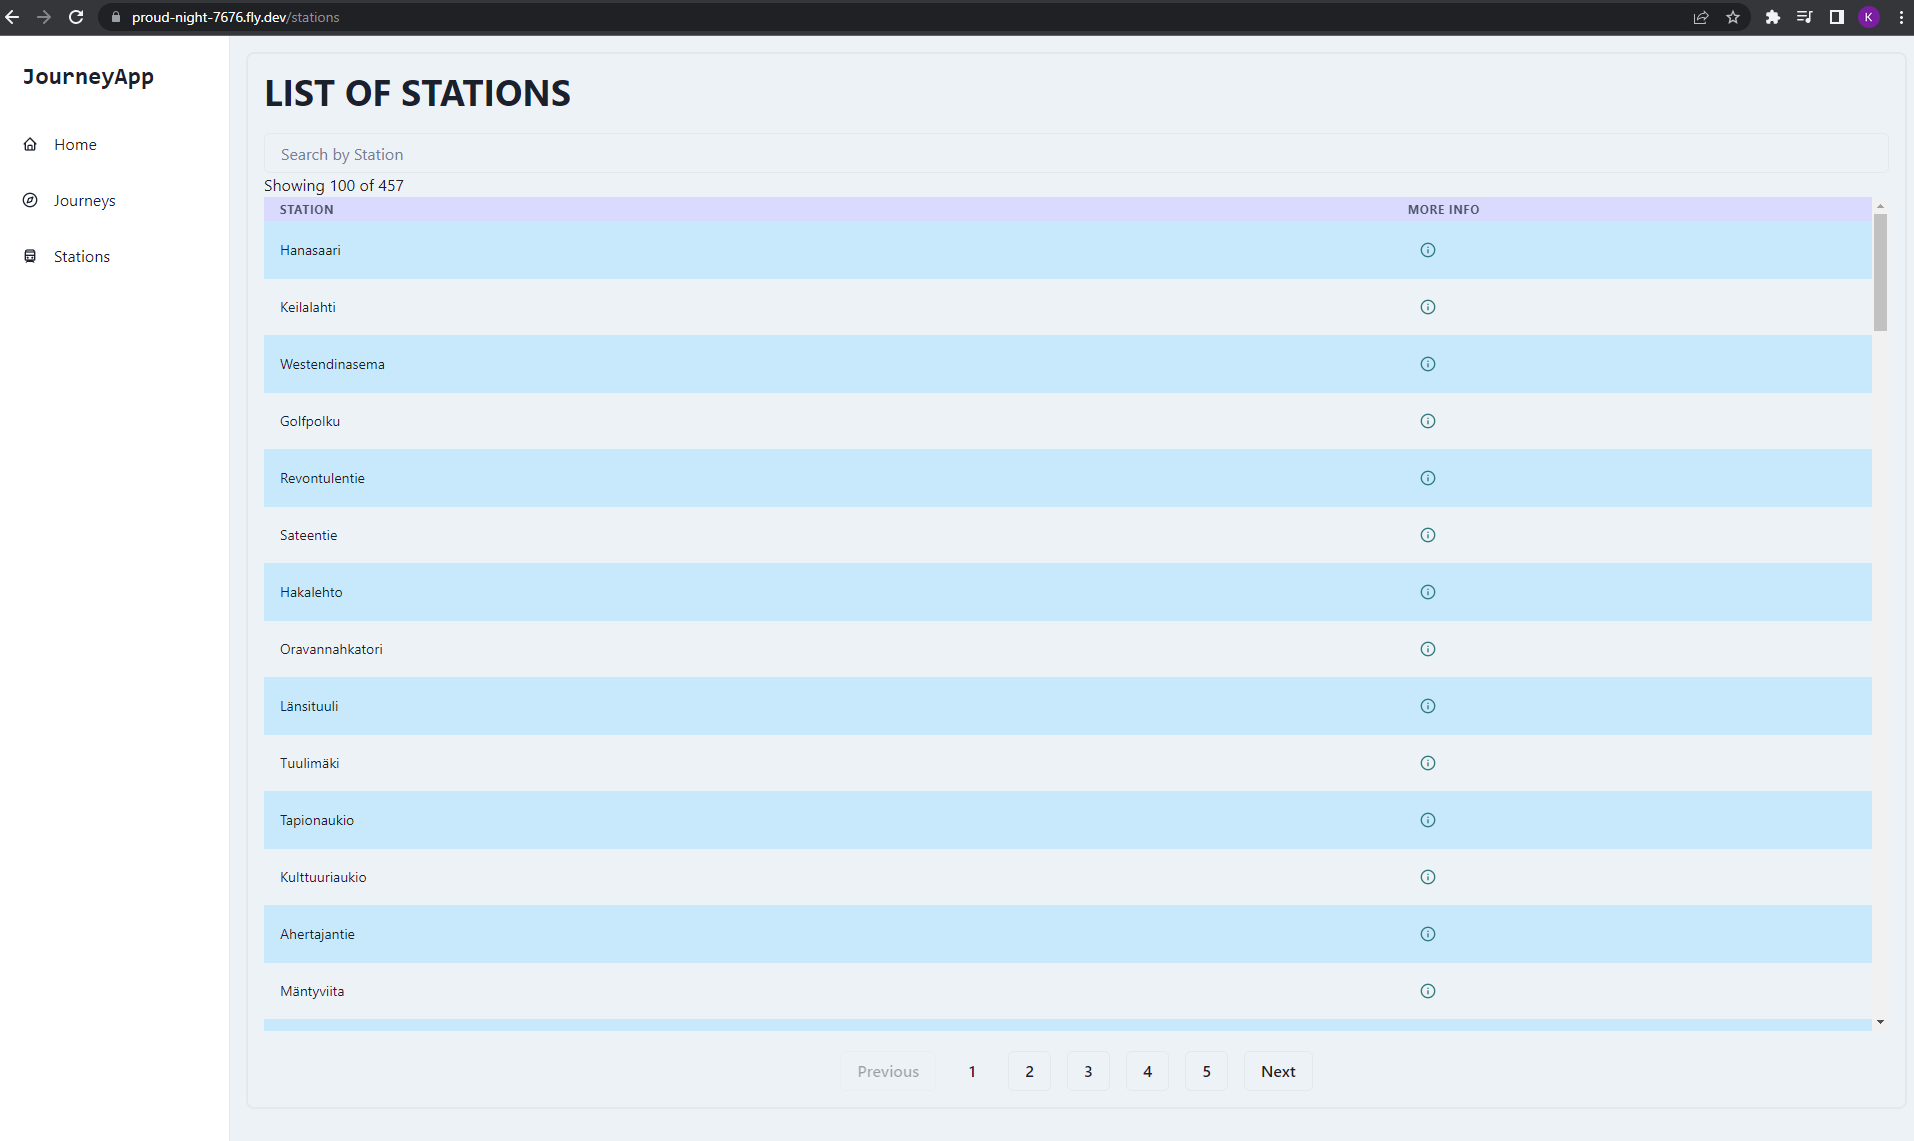 proud-night-7676.fly.dev/stations
K
JourneyApp
Home
Journeys
Stations
LIST OF STATIONS
Search by Station
Showing 100 of 457
STATION MORE INFO
Hanasaari
Keilalahti
Westendinasema
Golfpolku
Revontulentie
Sateentie
Hakalehto
Oravannahkatori
Länsituuli
Tuulimäki
Tapionaukio
Kulttuuriaukio
Ahertajantie
Mäntyviita
Previous 1 2 3 4 5 Next